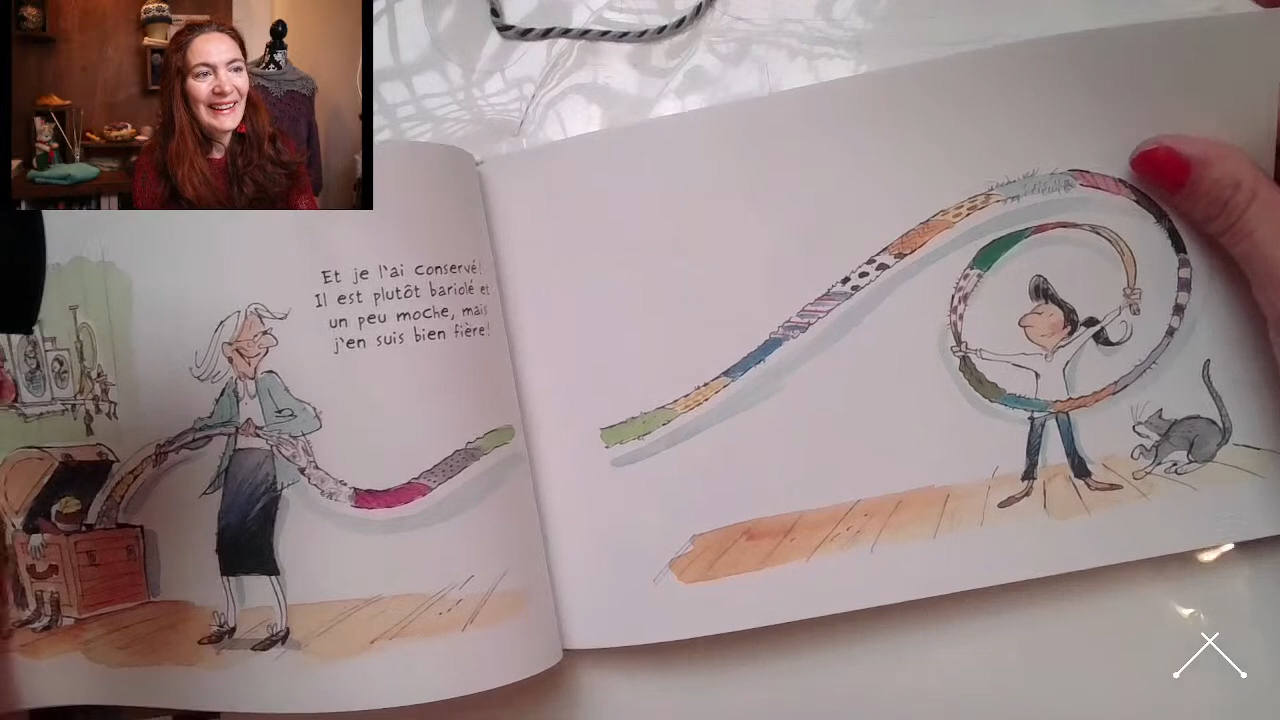 Et je l'ai conservé!
Il est plutôt bariolé et
un peu moche, mais
j'en suis bien fière!